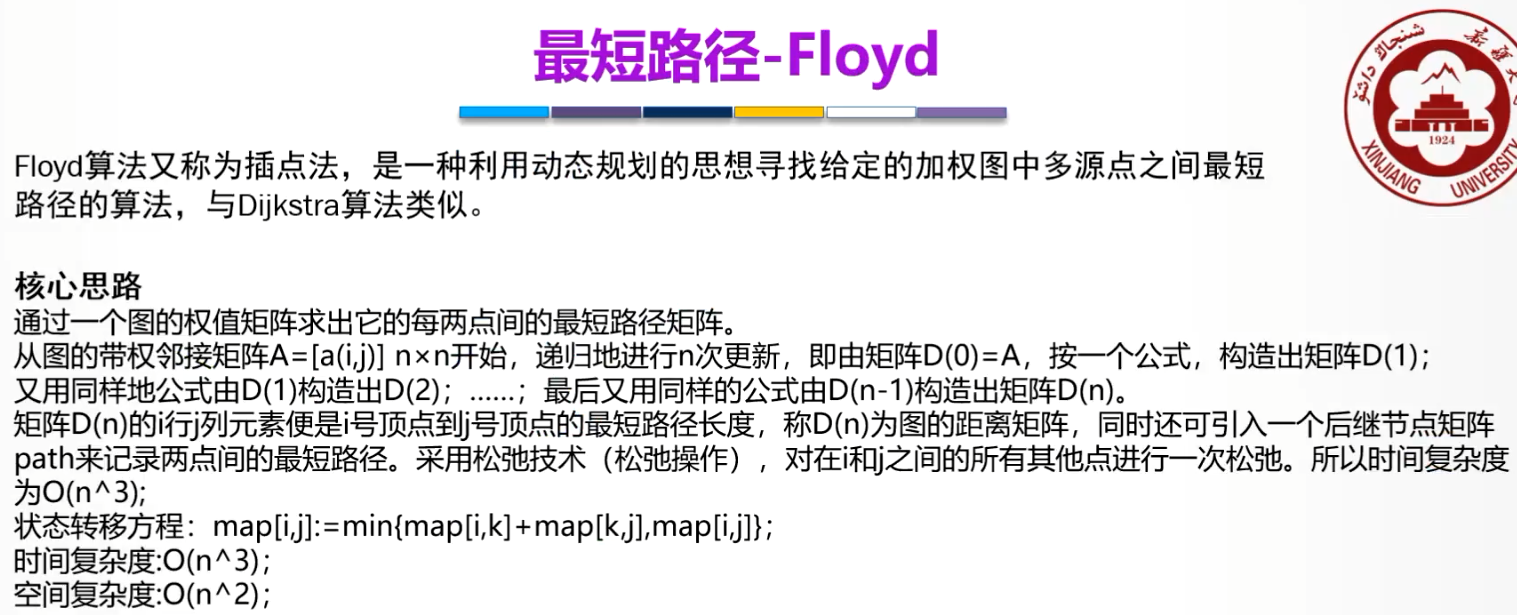 最短路径-Floyd
شىنجاڭ داشۆ
新疆大
1924
XINJIANG UNIVERSITY
Floyd算法又称为插点法，是一种利用动态规划的思想寻找给定的加权图中多源点之间最短
路径的算法，与Dijkstra算法类似。
核心思路
通过一个图的权值矩阵求出它的每两点间的最短路径矩阵。
从图的带权邻接矩阵A=[a(i,j)] n×n开始，递归地进行n次更新，即由矩阵D(0)=A，按一个公式，构造出矩阵D(1)；
又用同样地公式由D(1)构造出D(2)；……；最后又用同样的公式由D(n-1)构造出矩阵D(n)。
矩阵D(n)的i行j列元素便是i号顶点到j号顶点的最短路径长度，称D(n)为图的距离矩阵，同时还可引入一个后继节点矩阵
path来记录两点间的最短路径。采用松弛技术（松弛操作），对在i和j之间的所有其他点进行一次松弛。所以时间复杂度
为O(n^3);
状态转移方程：map[i,j]:=min{map[i,k]+map[k,j],map[i,j]}；
时间复杂度:O(n^3)；
空间复杂度:O(n^2)；